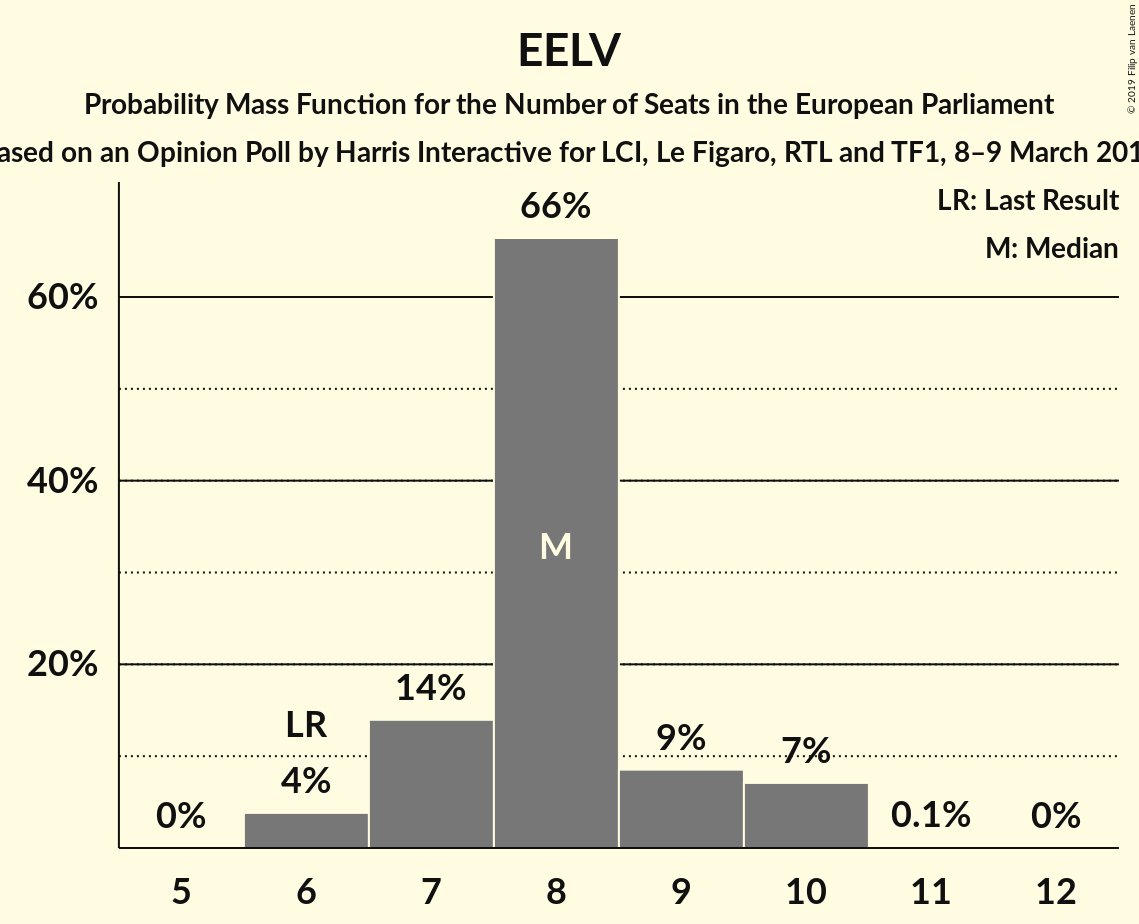 EELV
Probability Mass Function for the Number of Seats in the European Parliament
ased on an Opinion Poll by Harris Interactive for LCI, Le Figaro, RTL and TF1, 8–9 March 201
© 2019 Filip van Laenen
LR: Last Result
M: Median
66%
60%
40%
M
20%
14%
LR
9%
7%
4%
0%
0.1%
0%
5 6 7 8 9 10 11 12